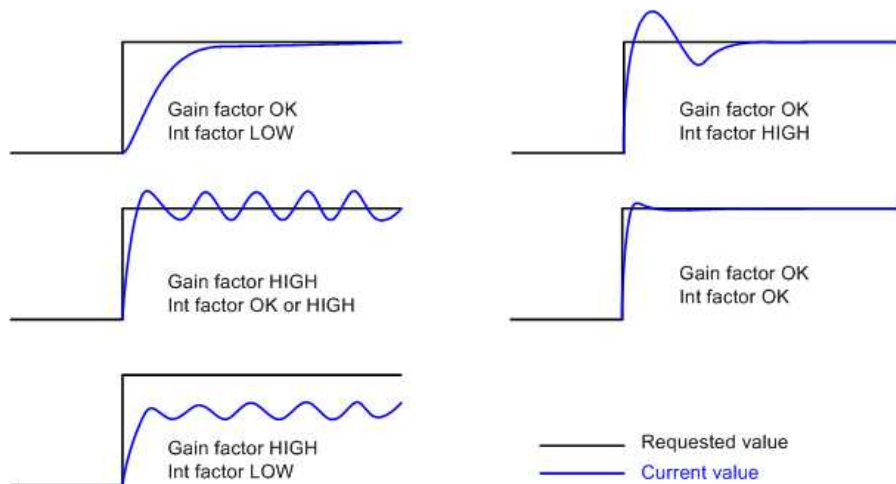 Gain factor OK
Int factor LOW
Gain factor OK
Int factor HIGH
Gain factor HIGH
Int factor OK or HIGH
Gain factor OK
Int factor OK
Gain factor HIGH
Int factor LOW
Requested value
Current value